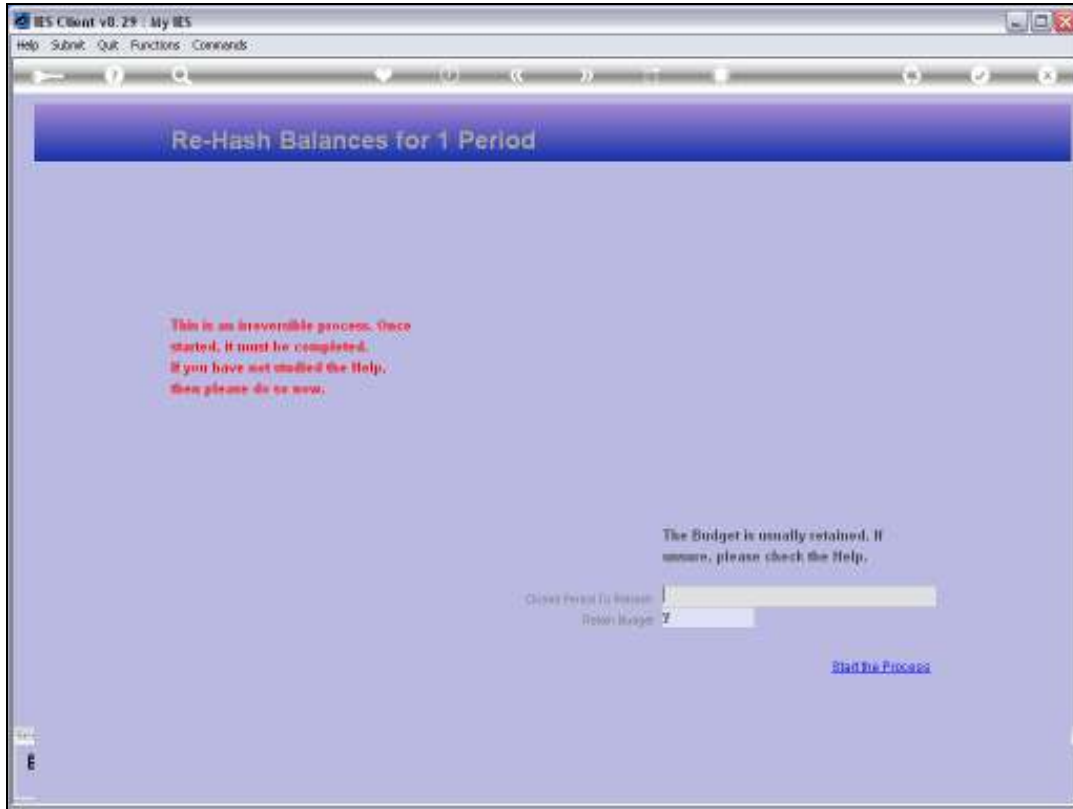 IES Client v8.29 : My IES
Help Submit Quit Functions Commands
Re-Hash Balances for 1 Period
This is an irreversible process. Once
started, it must be completed.
If you have not studied the Help,
then please do so now.
The Budget is usually retained. If
unsure, please check the Help.
Closed Period To Rehash
Retain Budget Y
Start the Process